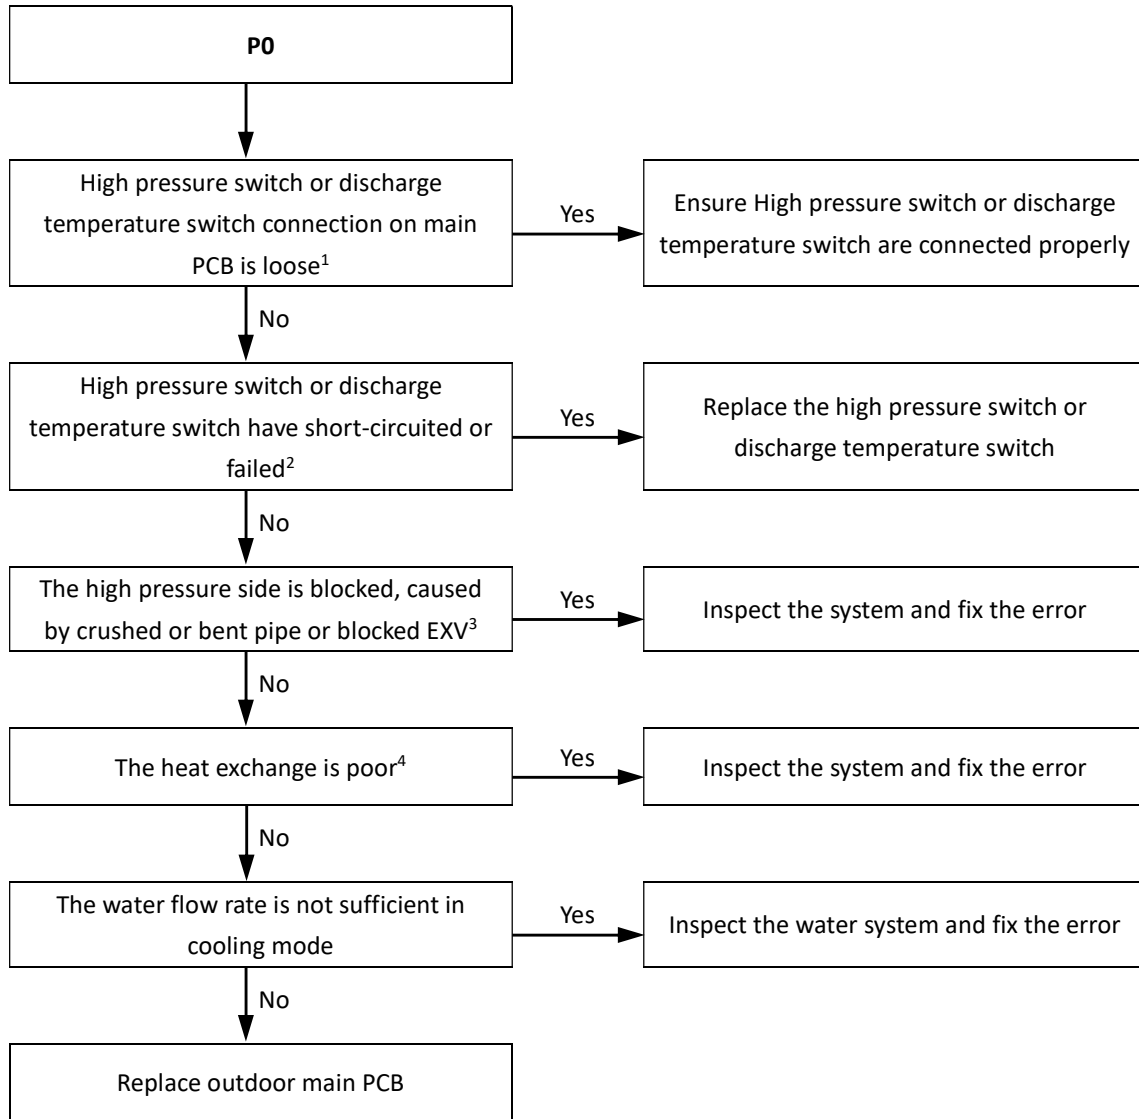 P0
High pressure switch or discharge
temperature switch connection on main
PCB is loose1
Yes
Ensure High pressure switch or discharge
temperature switch are connected properly
No
High pressure switch or discharge
temperature switch have short-circuited or
failed2
Yes
Replace the high pressure switch or
discharge temperature switch
No
The high pressure side is blocked, caused
by crushed or bent pipe or blocked EXV3
Yes
Inspect the system and fix the error
No
The heat exchange is poor4
Yes
Inspect the system and fix the error
No
The water flow rate is not sufficient in
cooling mode
Yes
Inspect the water system and fix the error
No
Replace outdoor main PCB